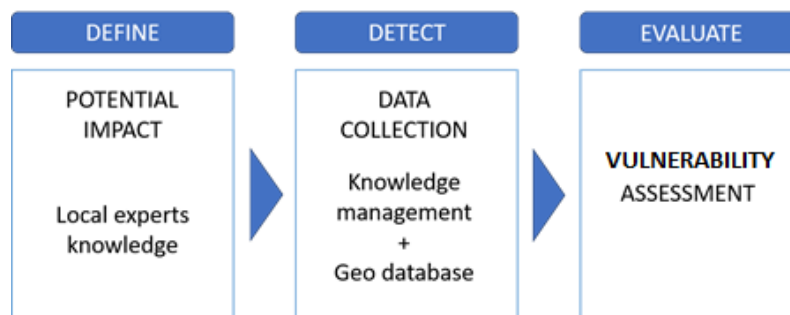 DEFINE
POTENTIAL
IMPACT
Local experts
knowledge
DETECT
DATA
COLLECTION
Knowledge
management
+
Geo database
EVALUATE
VULNERABILITY
ASSESSMENT